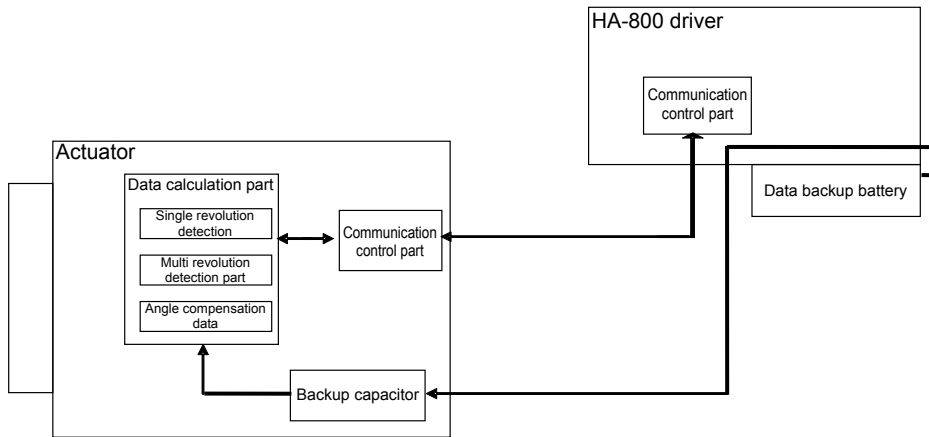 HA-800 driver
Communication
control part
Data backup battery
Actuator
Data calculation part
Single revolution
detection
Multi revolution
detection part
Angle compensation
data
Communication
control part
Backup capacitor